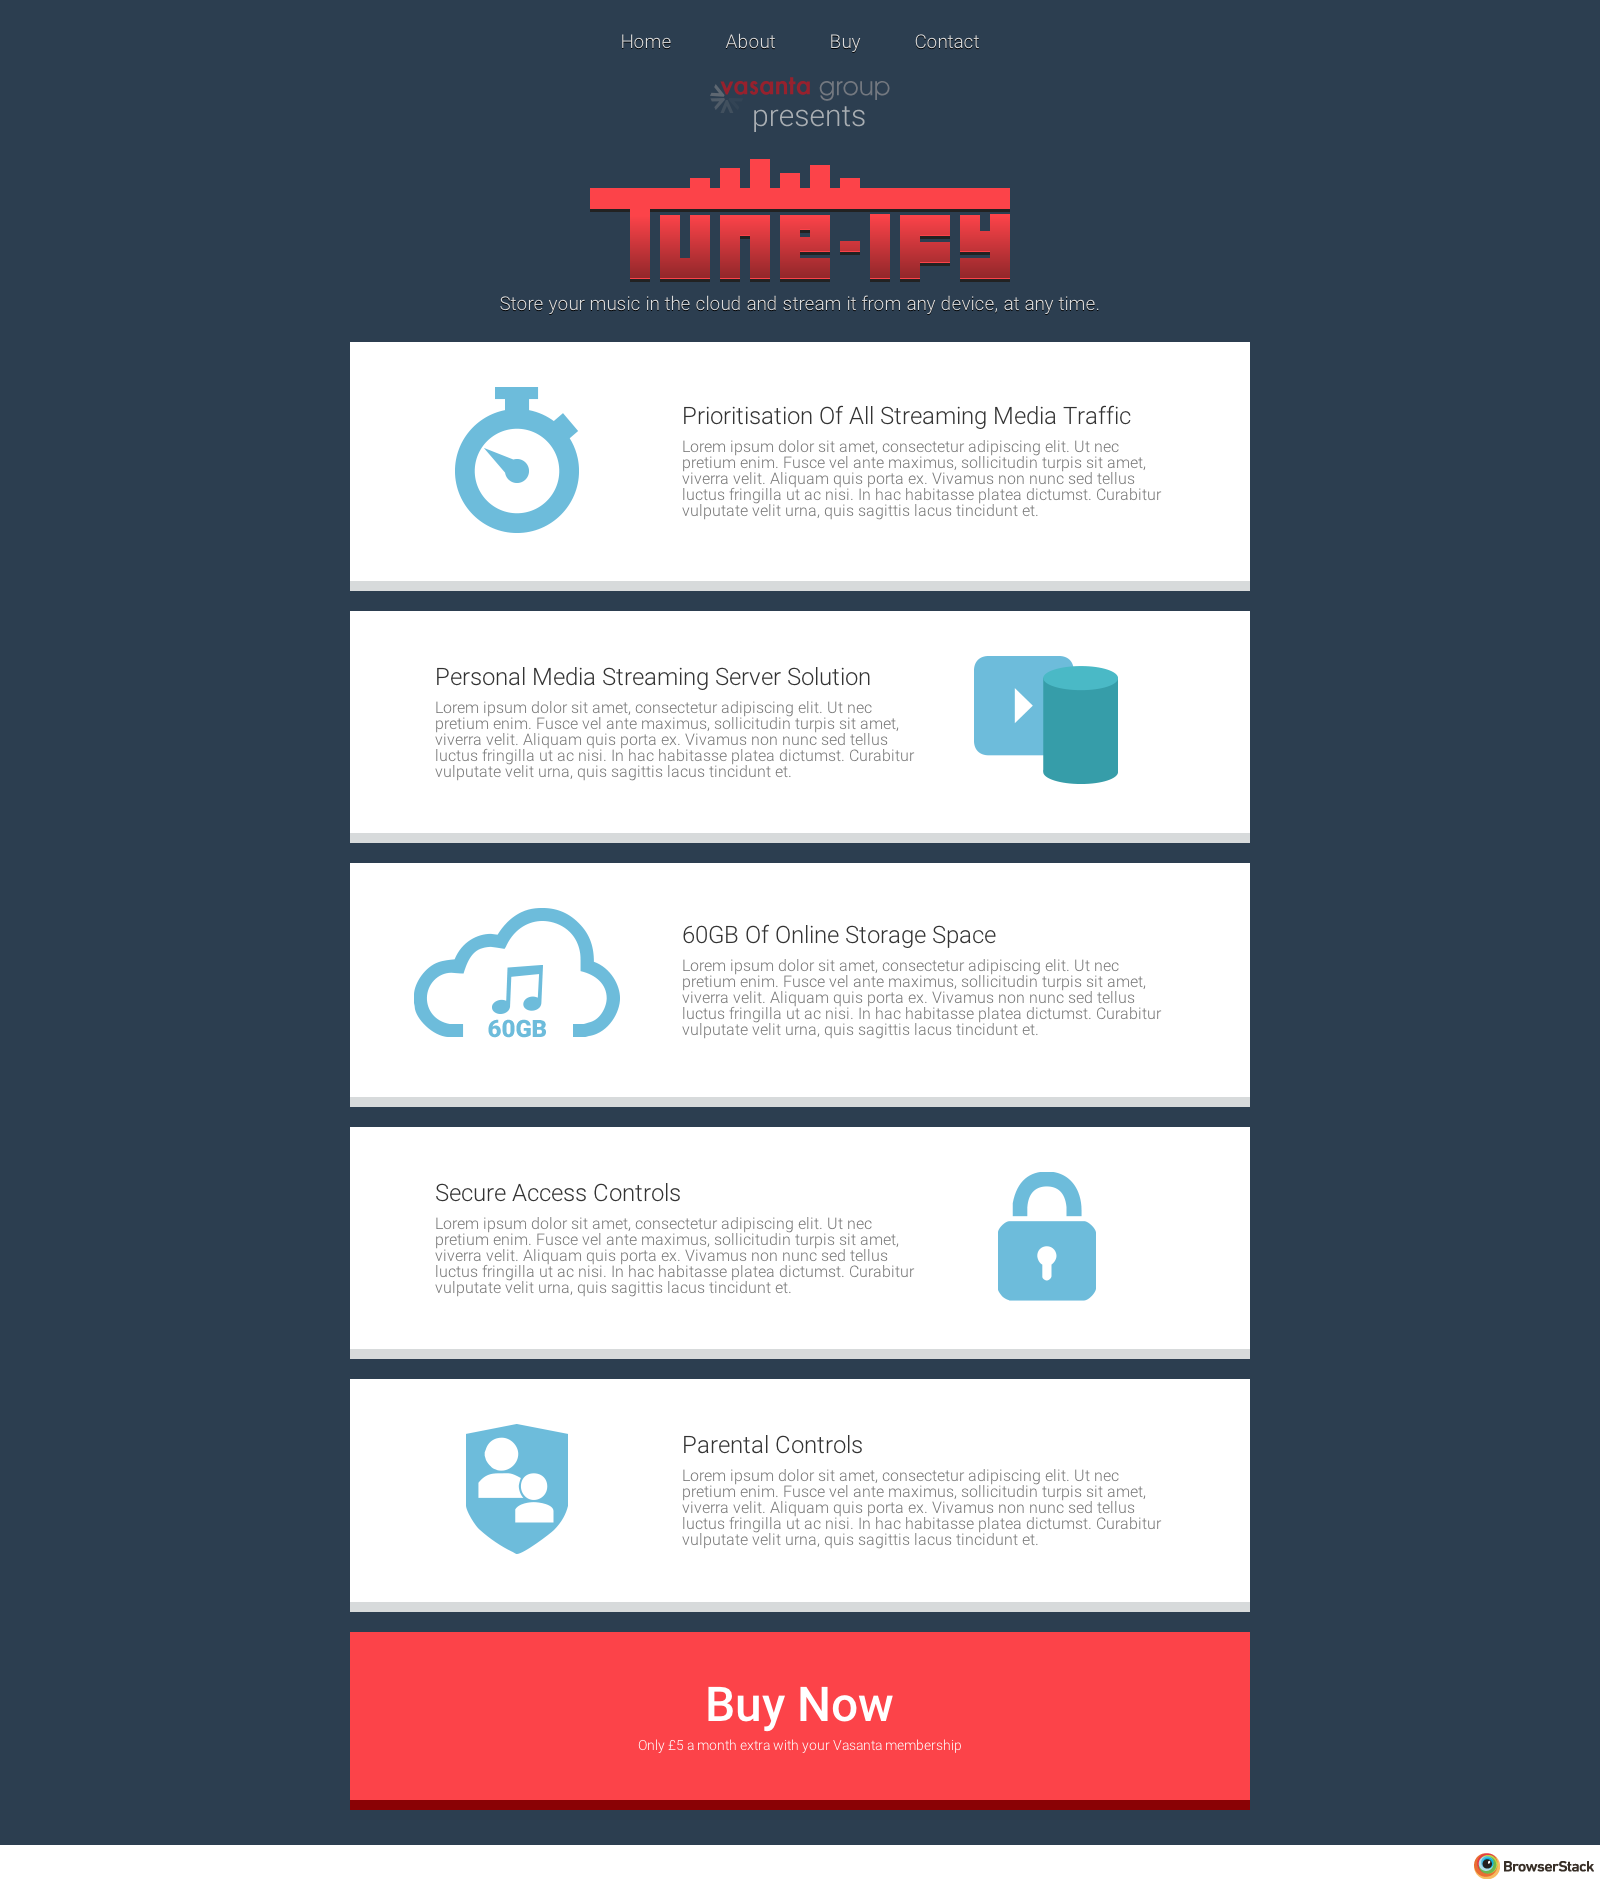 Home About Buy Contact
vasanta group
presents
Tune-ify
Store your music in the cloud and stream it from any device, at any time.
Prioritisation Of All Streaming Media Traffic
Lorem ipsum dolor sit amet, consectetur adipiscing elit. Ut nec
pretium enim. Fusce vel ante maximus, sollicitudin turpis sit amet,
viverra velit. Aliquam quis porta ex. Vivamus non nunc sed tellus
luctus fringilla ut ac nisi. In hac habitasse platea dictumst. Curabitur
vulputate velit urna, quis sagittis lacus tincidunt et.
Personal Media Streaming Server Solution
Lorem ipsum dolor sit amet, consectetur adipiscing elit. Ut nec
pretium enim. Fusce vel ante maximus, sollicitudin turpis sit amet,
viverra velit. Aliquam quis porta ex. Vivamus non nunc sed tellus
luctus fringilla ut ac nisi. In hac habitasse platea dictumst. Curabitur
vulputate velit urna, quis sagittis lacus tincidunt et.
60GB
60GB Of Online Storage Space
Lorem ipsum dolor sit amet, consectetur adipiscing elit. Ut nec
pretium enim. Fusce vel ante maximus, sollicitudin turpis sit amet,
viverra velit. Aliquam quis porta ex. Vivamus non nunc sed tellus
luctus fringilla ut ac nisi. In hac habitasse platea dictumst. Curabitur
vulputate velit urna, quis sagittis lacus tincidunt et.
Secure Access Controls
Lorem ipsum dolor sit amet, consectetur adipiscing elit. Ut nec
pretium enim. Fusce vel ante maximus, sollicitudin turpis sit amet,
viverra velit. Aliquam quis porta ex. Vivamus non nunc sed tellus
luctus fringilla ut ac nisi. In hac habitasse platea dictumst. Curabitur
vulputate velit urna, quis sagittis lacus tincidunt et.
Parental Controls
Lorem ipsum dolor sit amet, consectetur adipiscing elit. Ut nec
pretium enim. Fusce vel ante maximus, sollicitudin turpis sit amet,
viverra velit. Aliquam quis porta ex. Vivamus non nunc sed tellus
luctus fringilla ut ac nisi. In hac habitasse platea dictumst. Curabitur
vulputate velit urna, quis sagittis lacus tincidunt et.
Buy Now
Only £5 a month extra with your Vasanta membership
BrowserStack